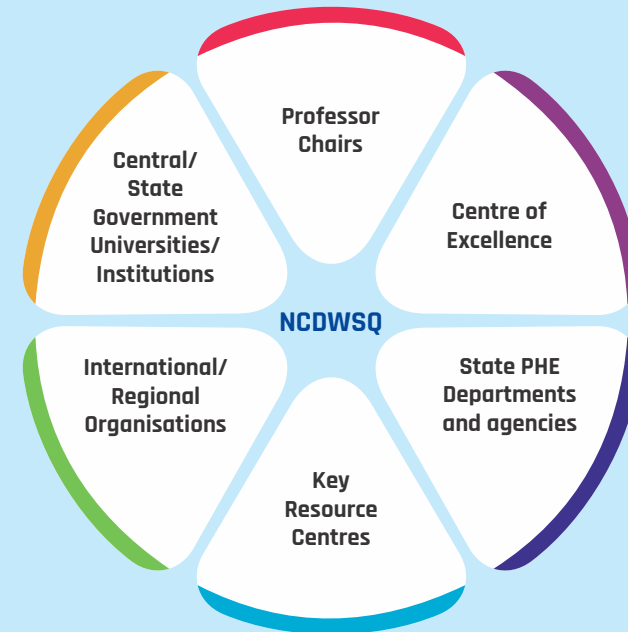 Professor
Chairs
Centre of
Excellence
State PHE
Departments
and agencies
Key
Resource
Centres
International/
Regional
Organisations
Central/
State
Government
Universities/
Institutions
NCDWSQ